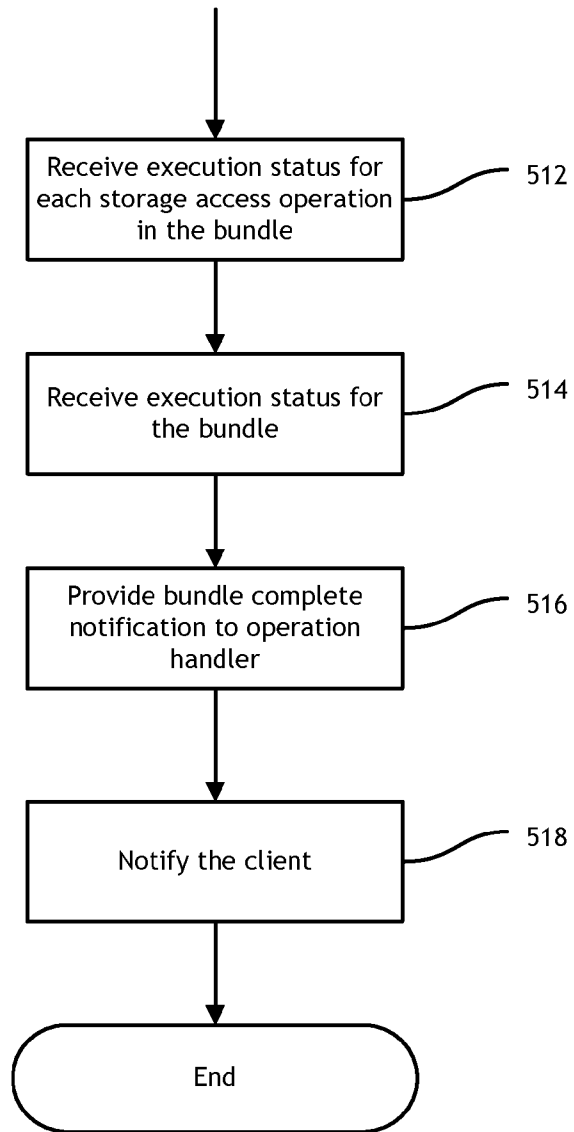 Receive execution status for
each storage access operation
in the bundle
512
Receive execution status for
the bundle
514
Provide bundle complete
notification to operation
handler
516
Notify the client
518
End